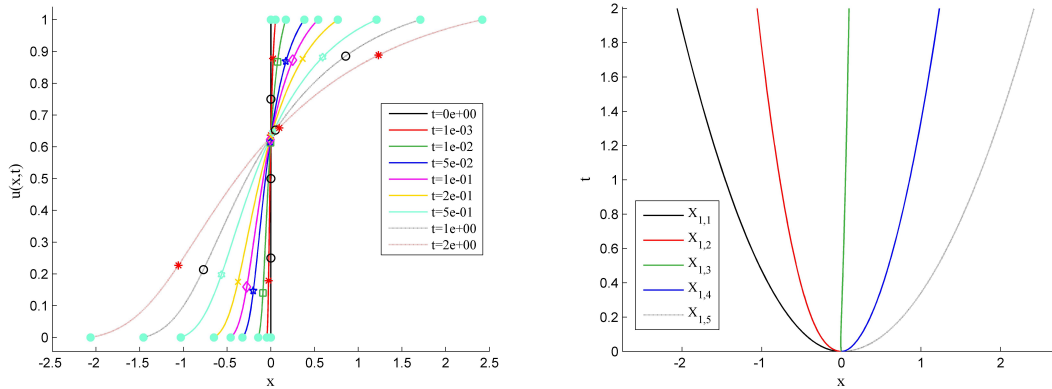 1
0.9
0.8
0.7
0.6
0.5
0.4
0.3
0.2
0.1
0
u(x,t)
-2.5 -2 -1.5 -1 -0.5 0 0.5 1 1.5 2 2.5
x
t=0e+00
t=1e-03
t=1e-02
t=5e-02
t=1e-01
t=2e-01
t=5e-01
t=1e+00
t=2e+00
2
1.8
1.6
1.4
1.2
1
0.8
0.6
0.4
0.2
0
t
-2 -1 0 1 2
x
X1,1
X1,2
X1,3
X1,4
X1,5